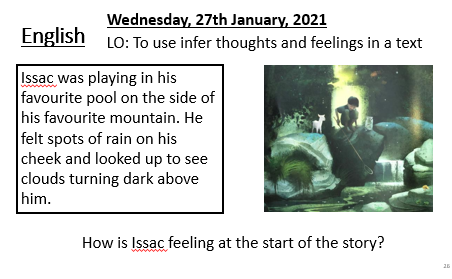 Wednesday, 27th January, 2021
English
LO: To use infer thoughts and feelings in a text
Issac was playing in his
favourite pool on the side of
his favourite mountain. He
felt spots of rain on his
cheek and looked up to see
clouds turning dark above
him.
How is Issac feeling at the start of the story?
26